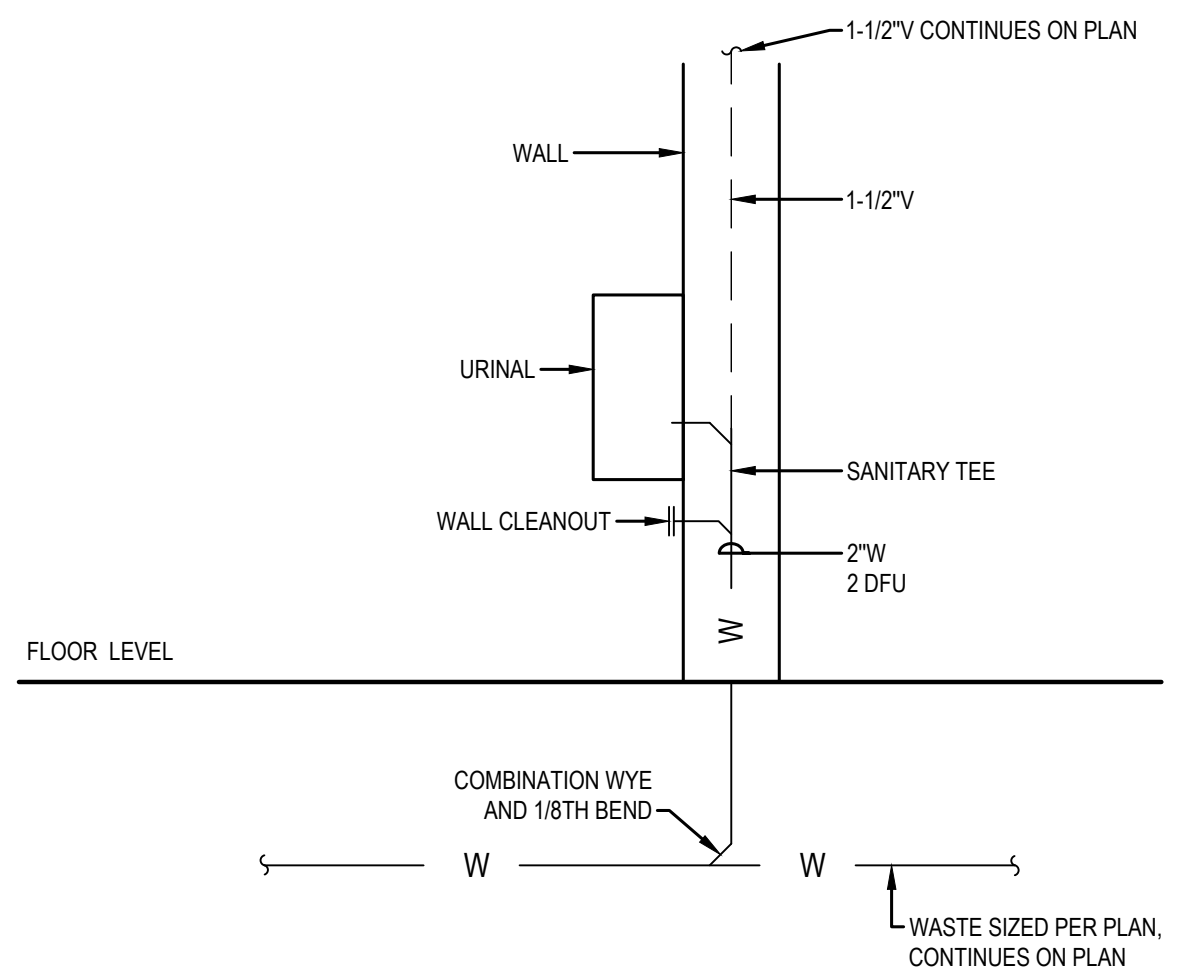 1-1/2"V CONTINUES ON PLAN
WALL
1-1/2"V
URINAL
SANITARY TEE
WALL CLEANOUT
2"W
2 DFU
W
FLOOR LEVEL
COMBINATION WYE
AND 1/8TH BEND
W
W
WASTE SIZED PER PLAN,
CONTINUES ON PLAN